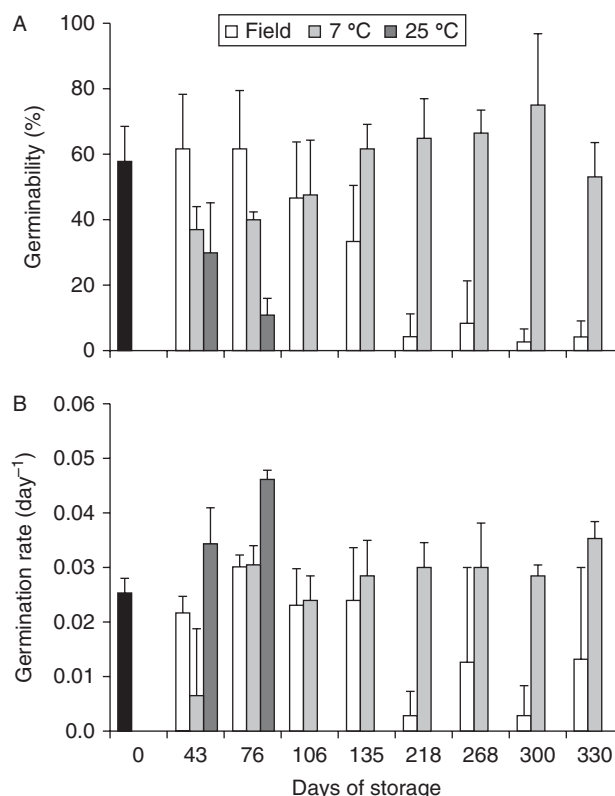 A
Field 7 °C 25 °C
100
80
60
40
20
0
Germinability (%)
B
0.06
0.05
0.04
0.03
0.02
0.01
0.0
Germination rate (day⁻¹)
0 43 76 106 135 218 268 300 330
Days of storage